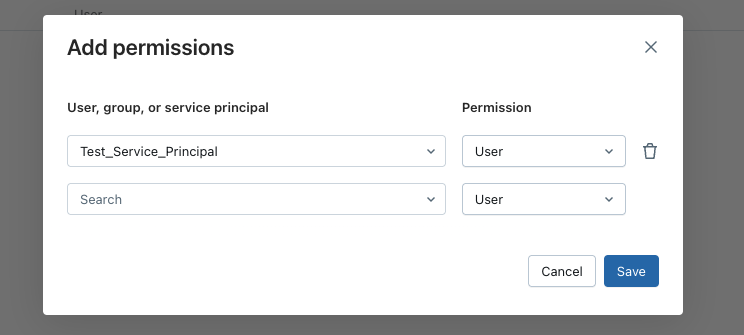 User
Add permissions
User, group, or service principal
Permission
Test_Service_Principal
User
Search
User
Cancel
Save